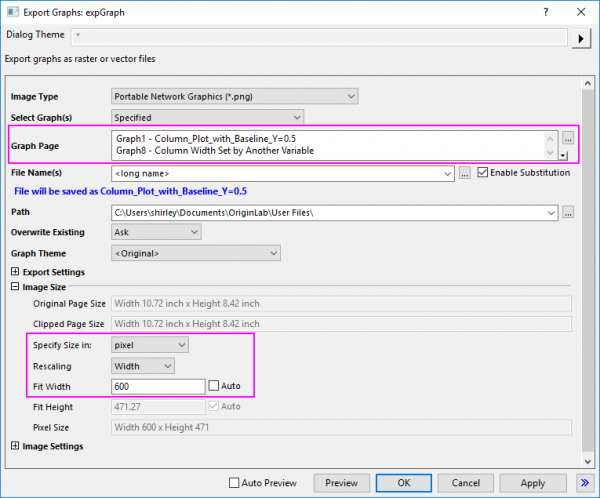 Export Graphs: expGraph
Dialog Theme *
Export graphs as raster or vector files
Image Type Portable Network Graphics (*.png)
Select Graph(s) Specified
Graph Page Graph1 - Column_Plot_with_Baseline_Y=0.5
Graph8 - Column Width Set by Another Variable
File Name(s) <long name> ... Enable Substitution
File will be saved as Column_Plot_with_Baseline_Y=0.5
Path C:\Users\shirley\Documents\OriginLab\User Files\ ...
Overwrite Existing Ask
Graph Theme <Original>
Export Settings
Image Size
Original Page Size Width 10.72 inch x Height 8.42 inch
Clipped Page Size Width 10.72 inch x Height 8.42 inch
Specify Size in: pixel
Rescaling Width
Fit Width 600 Auto
Fit Height 471.27 Auto
Pixel Size Width 600 x Height 471
Image Settings
Auto Preview Preview OK Cancel Apply